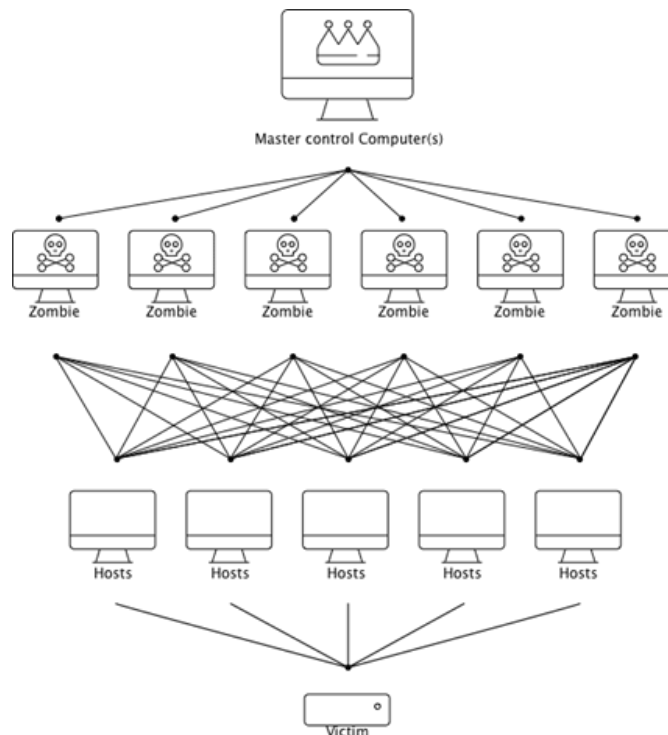 Master control Computer(s)
Zombie Zombie Zombie Zombie Zombie Zombie
Hosts Hosts Hosts Hosts Hosts
Victim